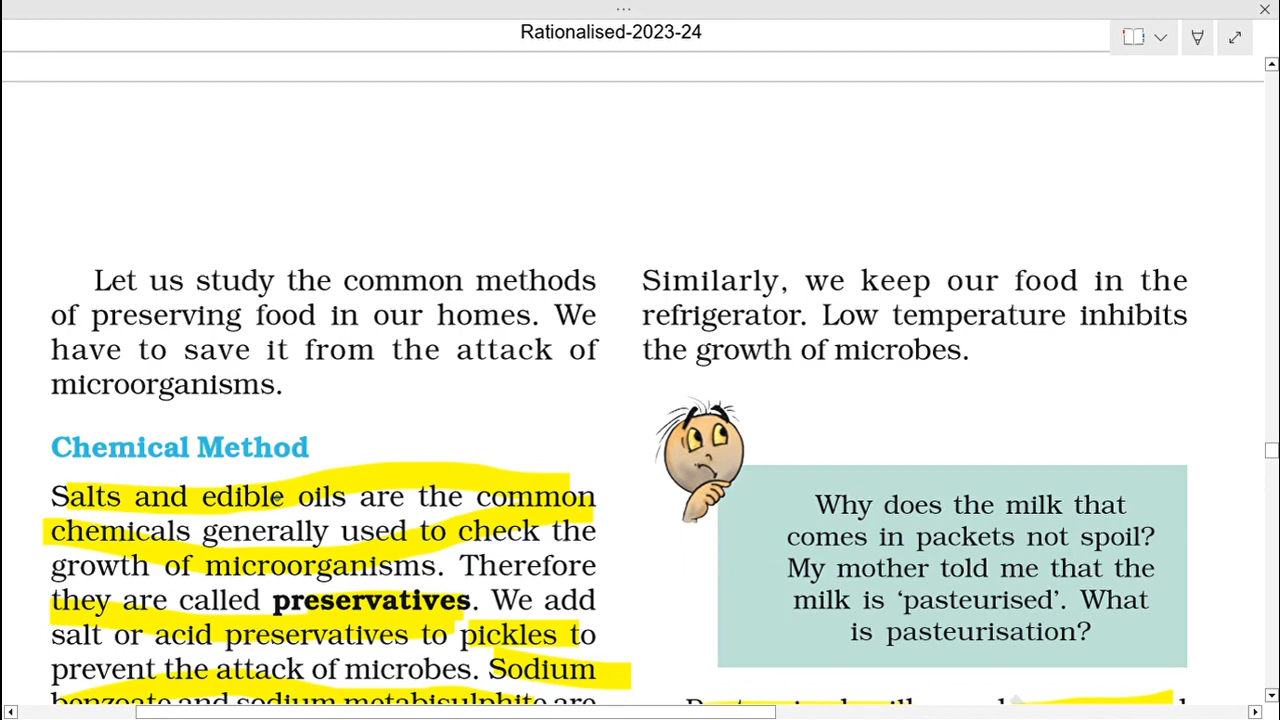 Rationalised-2023-24
Let us study the common methods
of preserving food in our homes. We
have to save it from the attack of
microorganisms.
Chemical Method
Salts and edible oils are the common
chemicals generally used to check the
growth of microorganisms. Therefore
they are called preservatives. We add
salt or acid preservatives to pickles to
prevent the attack of microbes. Sodium
benzoate and sodium metabisulphite are
Similarly, we keep our food in the
refrigerator. Low temperature inhibits
the growth of microbes.
Why does the milk that
comes in packets not spoil?
My mother told me that the
milk is ‘pasteurised’. What
is pasteurisation?